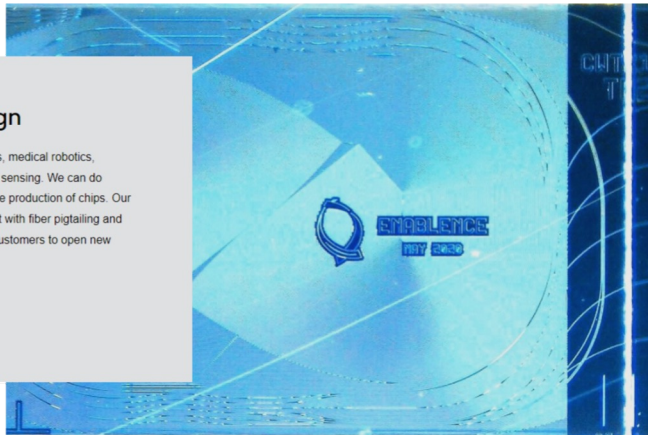 gn
s, medical robotics,
sensing. We can do
e production of chips. Our
t with fiber pigtailing and
ustomers to open new
ENABLENCE
MAY 2020
CUT
T